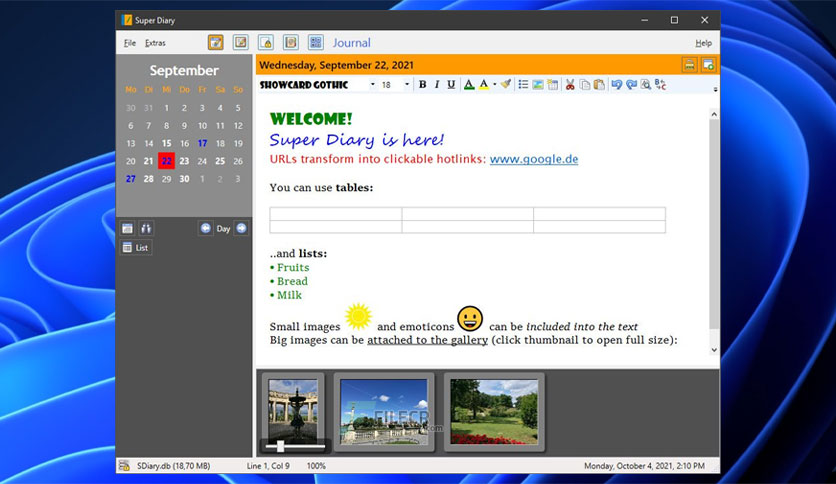 Super Diary
File Extras Journal Help
September
Mo Di Mi Do Fr Sa So
30 31 1 2 3 4 5
6 7 8 9 10 11 12
13 14 15 16 17 18 19
20 21 22 23 24 25 26
27 28 29 30 1 2 3
Day
List
Wednesday, September 22, 2021
SHOWCARD GOTHIC 18 B I U A A
WELCOME!
Super Diary is here!
URLs transform into clickable hotlinks: www.google.de
You can use tables:
..and lists:
• Fruits
• Bread
• Milk
Small images and emoticons can be included into the text
Big images can be attached to the gallery (click thumbnail to open full size):
FILECR
.com
SDiary.db (18,70 MB) Line 1, Col 9 100% Monday, October 4, 2021, 2:10 PM